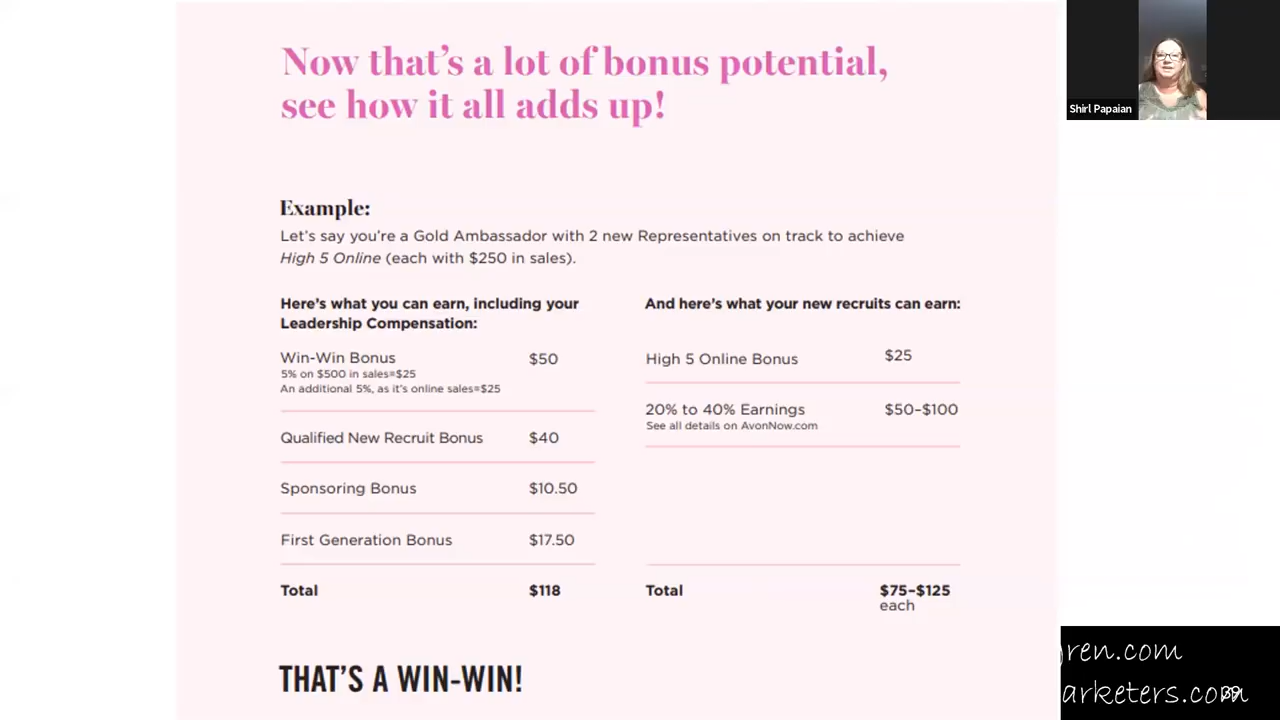 Now that's a lot of bonus potential,
see how it all adds up!
Shirl Papaian
Example:
Let's say you're a Gold Ambassador with 2 new Representatives on track to achieve
High 5 Online (each with $250 in sales).
Here's what you can earn, including your
Leadership Compensation:
Win-Win Bonus $50
5% on $500 in sales=$25
An additional 5%, as it's online sales=$25
Qualified New Recruit Bonus $40
Sponsoring Bonus $10.50
First Generation Bonus $17.50
Total $118
And here's what your new recruits can earn:
High 5 Online Bonus $25
20% to 40% Earnings $50–$100
See all details on AvonNow.com
Total $75–$125
each
THAT'S A WIN-WIN!
ren.com
arketers.com
39